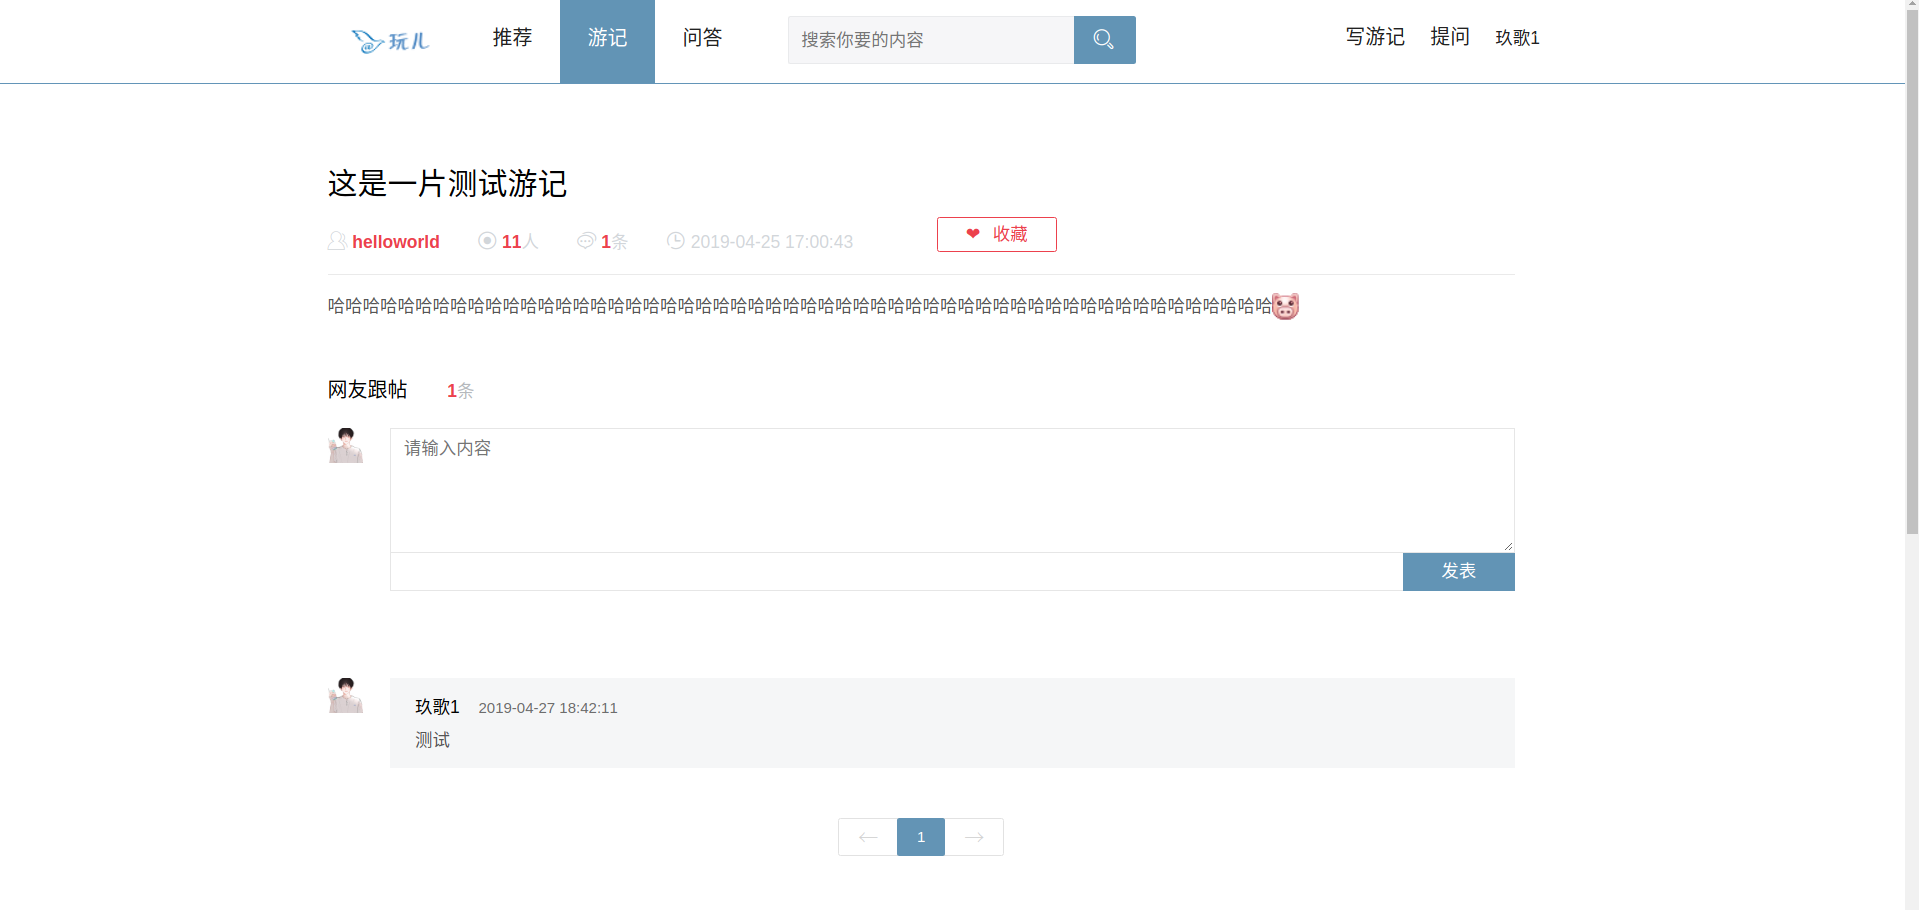 玩儿 推荐 游记 问答 搜索你要的内容 写游记 提问 玖歌1
这是一片测试游记
helloworld 11人 1条 2019-04-25 17:00:43 ❤ 收藏
哈哈哈哈哈哈哈哈哈哈哈哈哈哈哈哈哈哈哈哈哈哈哈哈哈哈哈哈哈哈哈哈哈哈哈哈哈哈哈哈哈哈哈哈哈哈哈哈哈哈哈哈哈哈🐷
网友跟帖 1条
请输入内容
发表
玖歌1 2019-04-27 18:42:11
测试
1